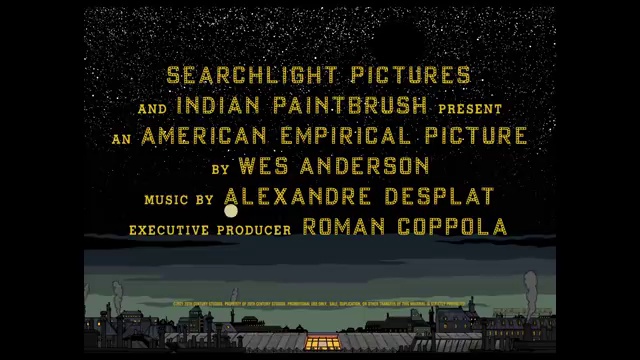 SEARCHLIGHT PICTURES
AND INDIAN PAINTBRUSH PRESENT
AN AMERICAN EMPIRICAL PICTURE
BY WES ANDERSON
MUSIC BY ALEXANDRE DESPLAT
EXECUTIVE PRODUCER ROMAN COPPOLA